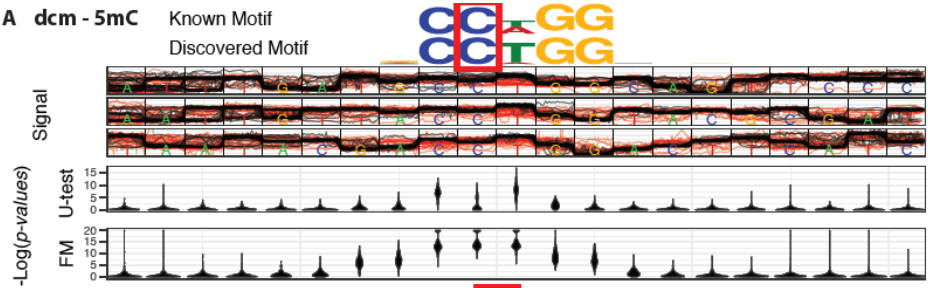 A dcm - 5mC
Known Motif
CCTAGG
Discovered Motif
CCTGG
Signal
A T T G A G C C T G G C A G T T C C C
A A T T G T T A C C T G G T A C G C G A T
T A A T A C G A C C G G A C T T C A T C
-Log(p-values)
U-test
15
10
5
0
FM
20
15
10
5
0